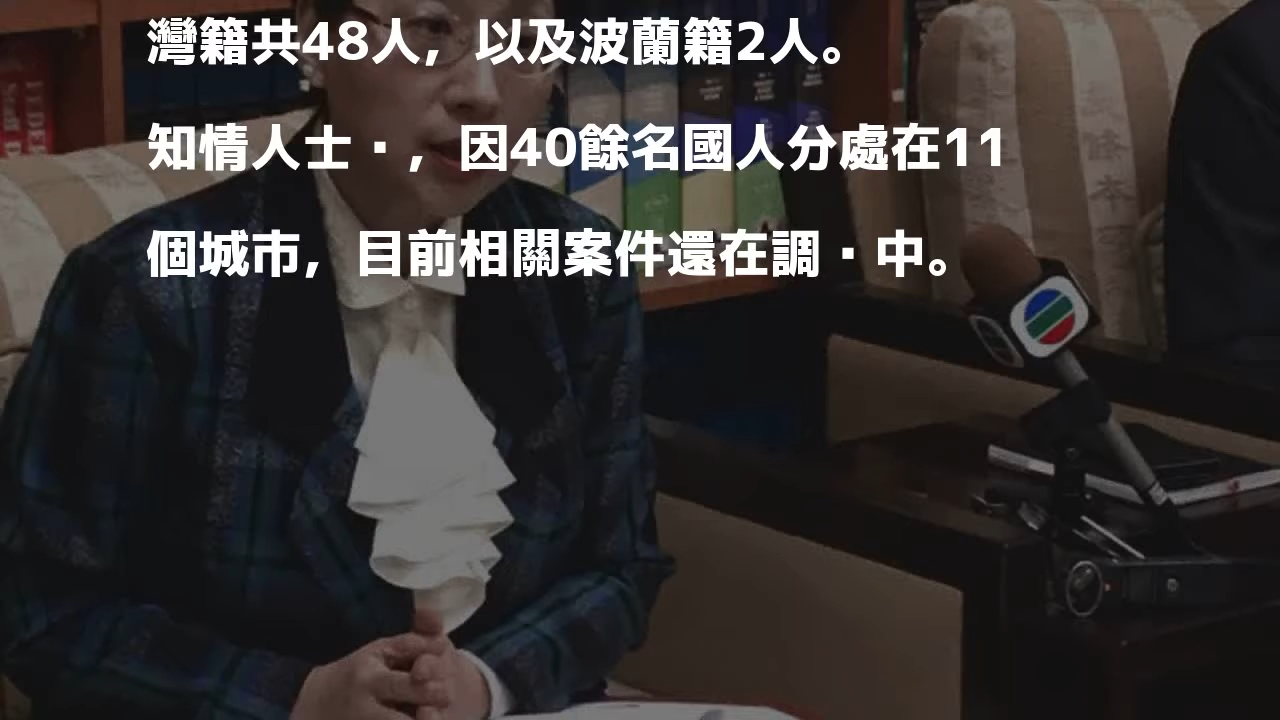 灣籍共48人，以及波蘭籍2人。
知情人士·，因40餘名國人分處在11
個城市，目前相關案件還在調·中。